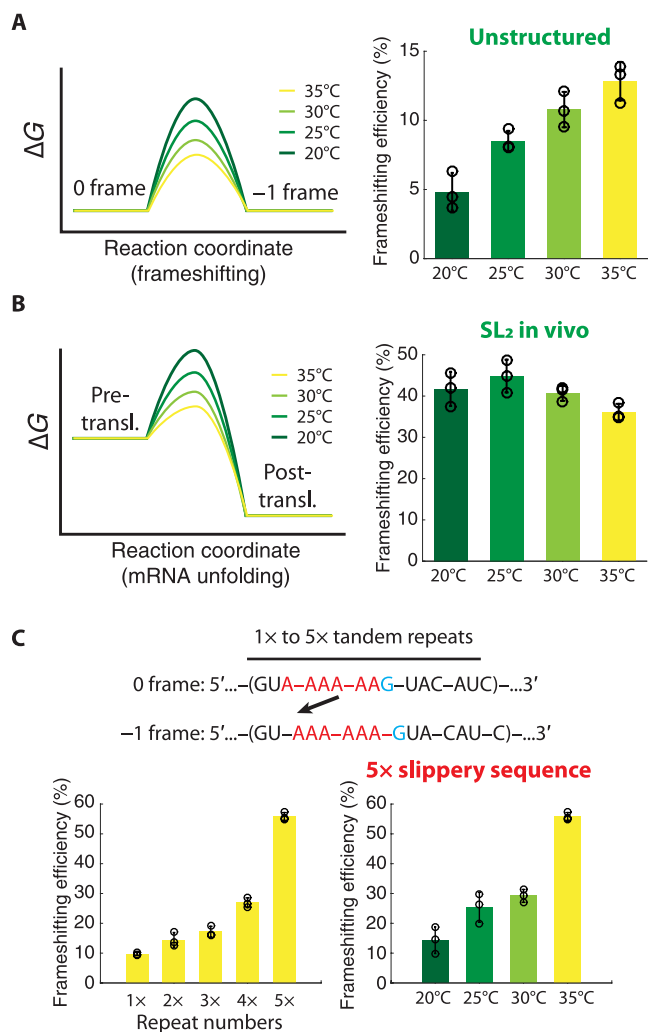 A
ΔG
0 frame
−1 frame
35°C
30°C
25°C
20°C
Reaction coordinate
(frameshifting)
Unstructured
Frameshifting efficiency (%)
15
10
5
0
20°C
25°C
30°C
35°C
B
ΔG
Pre-
transl.
Post-
transl.
35°C
30°C
25°C
20°C
Reaction coordinate
(mRNA unfolding)
SL₂ in vivo
Frameshifting efficiency (%)
50
40
30
40
10
0
20°C
25°C
30°C
35°C
C
1× to 5× tandem repeats
0 frame: 5′...–(GUA–AAA–AAG–UAC–AUC)–...3′
−1 frame: 5′...–(GU–AAA–AAA–GUA–CAU–C)–...3′
Frameshifting efficiency (%)
60
50
40
30
20
10
0
1×
2×
3×
4×
5×
Repeat numbers
5× slippery sequence
Frameshifting efficiency (%)
60
50
40
30
20
10
0
20°C
25°C
30°C
35°C